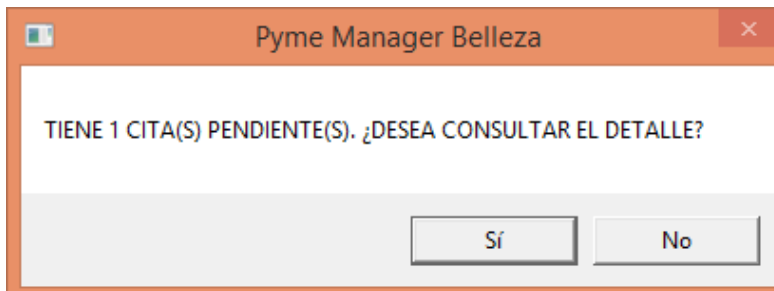 Pyme Manager Belleza
TIENE 1 CITA(S) PENDIENTE(S). ¿DESEA CONSULTAR EL DETALLE?
Sí
No